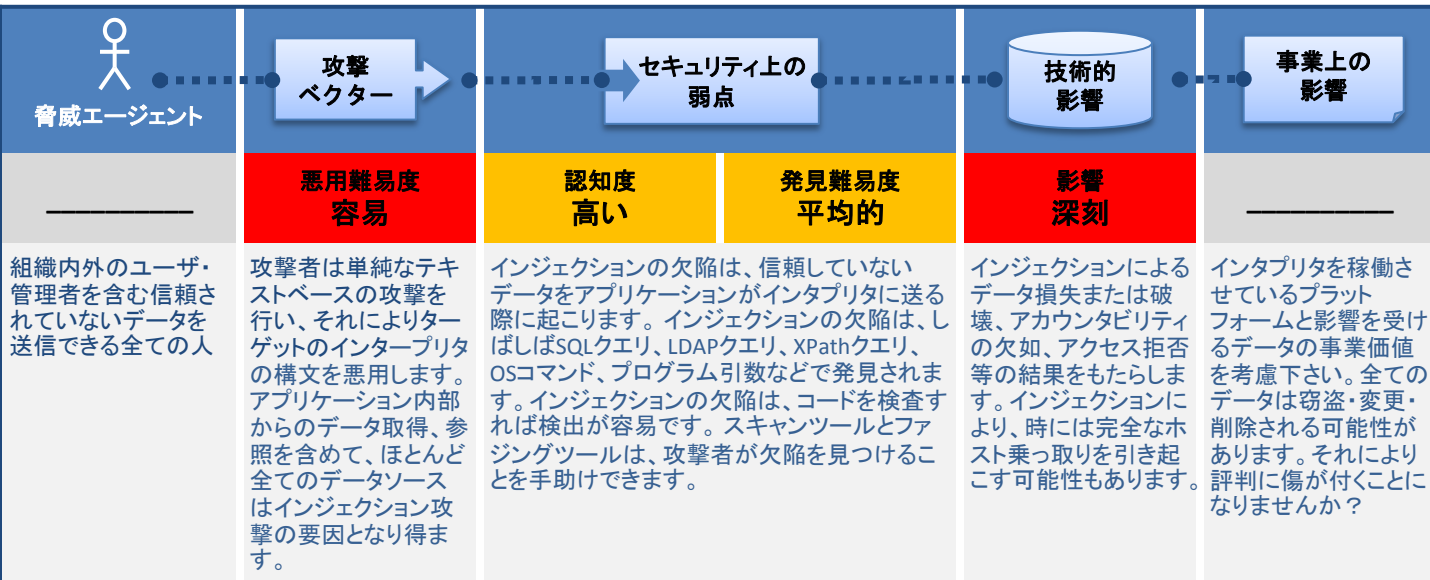 脅威エージェント
攻撃
ベクター
セキュリティ上の
弱点
技術的
影響
事業上の
影響
__________
悪用難易度
容易
認知度
高い
発見難易度
平均的
影響
深刻
__________
組織内外のユーザ・
管理者を含む信頼さ
れていないデータを
送信できる全ての人
攻撃者は単純なテキ
ストベースの攻撃を
行い、それによりター
ゲットのインタープリタ
の構文を悪用します。
アプリケーション内部
からのデータ取得、参
照を含めて、ほとんど
全てのデータソース
はインジェクション攻
撃の要因となり得ま
す。
インジェクションの欠陥は、信頼していない
データをアプリケーションがインタプリタに送る
際に起こります。インジェクションの欠陥は、し
ばしばSQLクエリ、LDAPクエリ、XPathクエリ、
OSコマンド、プログラム引数などで発見されま
す。インジェクションの欠陥は、コードを検査す
れば検出が容易です。スキャンツールとファ
ジングツールは、攻撃者が欠陥を見つけるこ
とを手助けできます。
インジェクションによる
データ損失または破
壊、アカウンタビリティ
の欠如、アクセス拒否
等の結果をもたらしま
す。インジェクションに
より、時には完全なホ
スト乗っ取りを引き起
こす可能性もあります。
インタプリタを稼働さ
せているプラット
フォームと影響を受け
るデータの事業価値
を考慮下さい。全ての
データは窃盗・変更・
削除される可能性が
あります。それにより
評判に傷が付くことに
なりませんか？